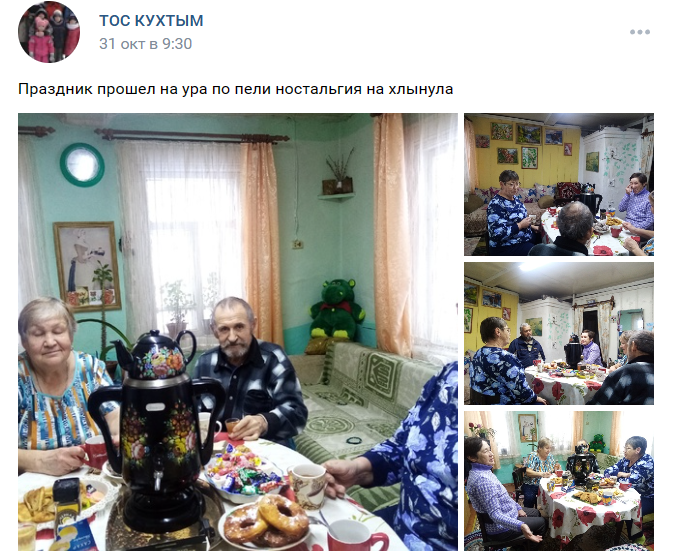 ТОС КУХТЫМ
31 окт в 9:30
Праздник прошел на ура по пели ностальгия на хлынула